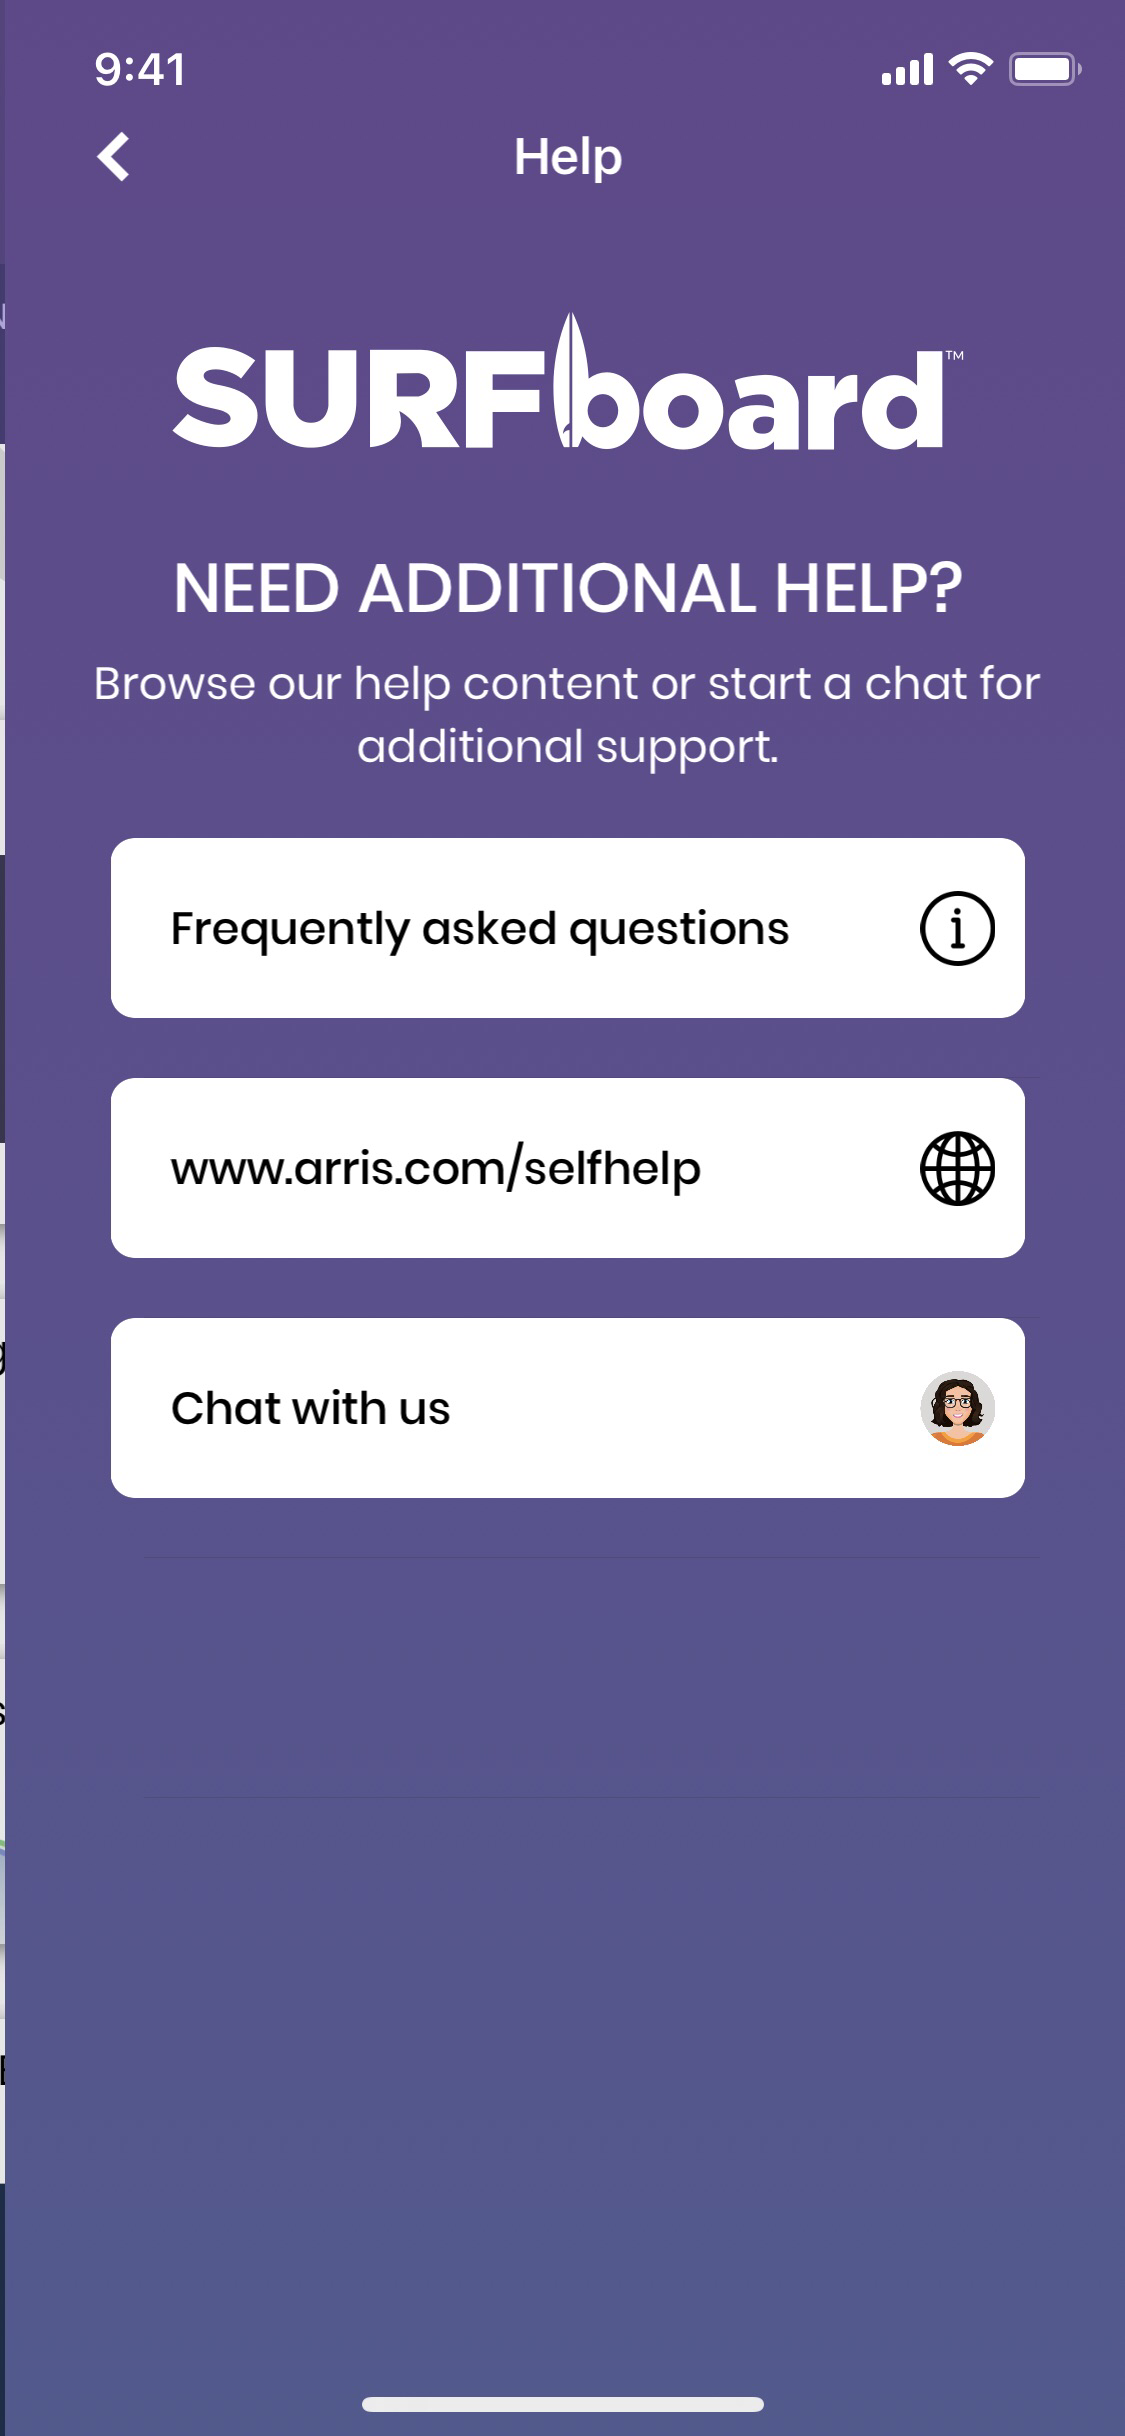 9:41
Help
SURFboard™
NEED ADDITIONAL HELP?
Browse our help content or start a chat for
additional support.
Frequently asked questions
www.arris.com/selfhelp
Chat with us